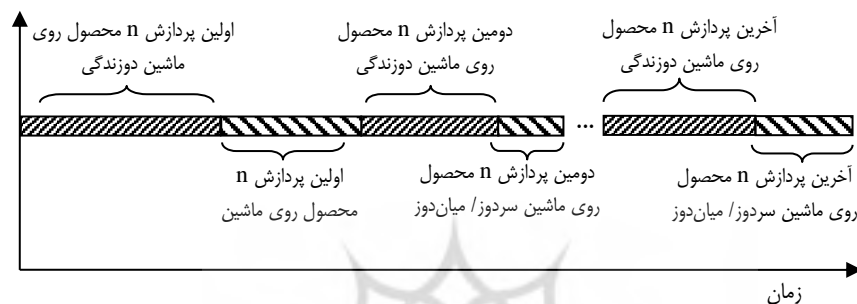 اولین پردازش n محصول روی
ماشین دوزندگی
دومین پردازش n محصول
روی ماشین دوزندگی
آخرین پردازش n محصول
روی ماشین دوزندگی
...
اولین پردازش n
محصول روی ماشین
دومین پردازش n محصول
روی ماشین سردوز/ میان‌دوز
آخرین پردازش n محصول
روی ماشین سردوز/ میان‌دوز
زمان